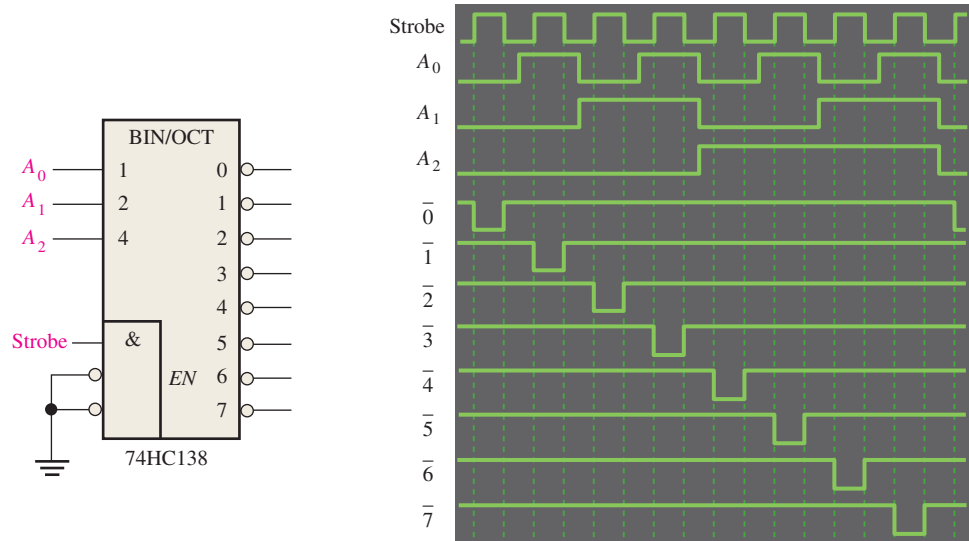 BIN/OCT
A0 1 0
A1 2 1
A2 4 2
3
4
Strobe & 5
EN 6
7
74HC138
Strobe
A0
A1
A2
0̅
1̅
2̅
3̅
4̅
5̅
6̅
7̅